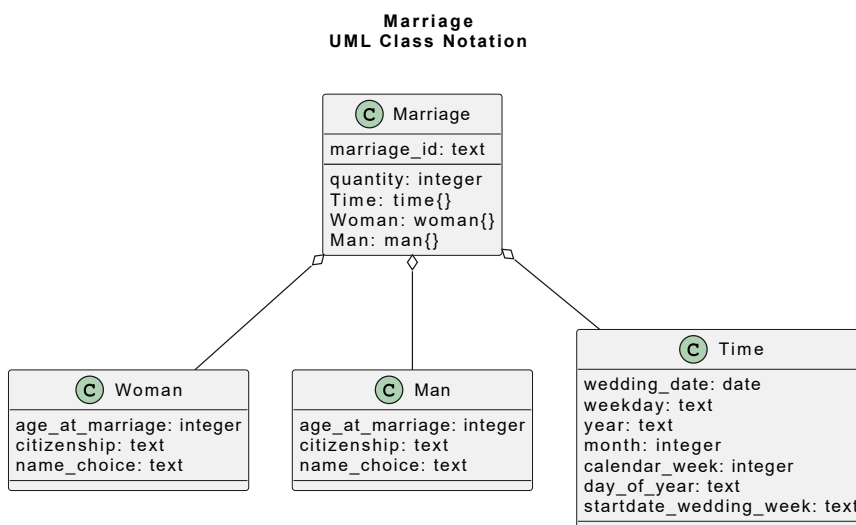 Marriage
UML Class Notation
C Marriage
marriage_id: text
quantity: integer
Time: time{}
Woman: woman{}
Man: man{}
C Woman
age_at_marriage: integer
citizenship: text
name_choice: text
C Man
age_at_marriage: integer
citizenship: text
name_choice: text
C Time
wedding_date: date
weekday: text
year: text
month: integer
calendar_week: integer
day_of_year: text
startdate_wedding_week: text